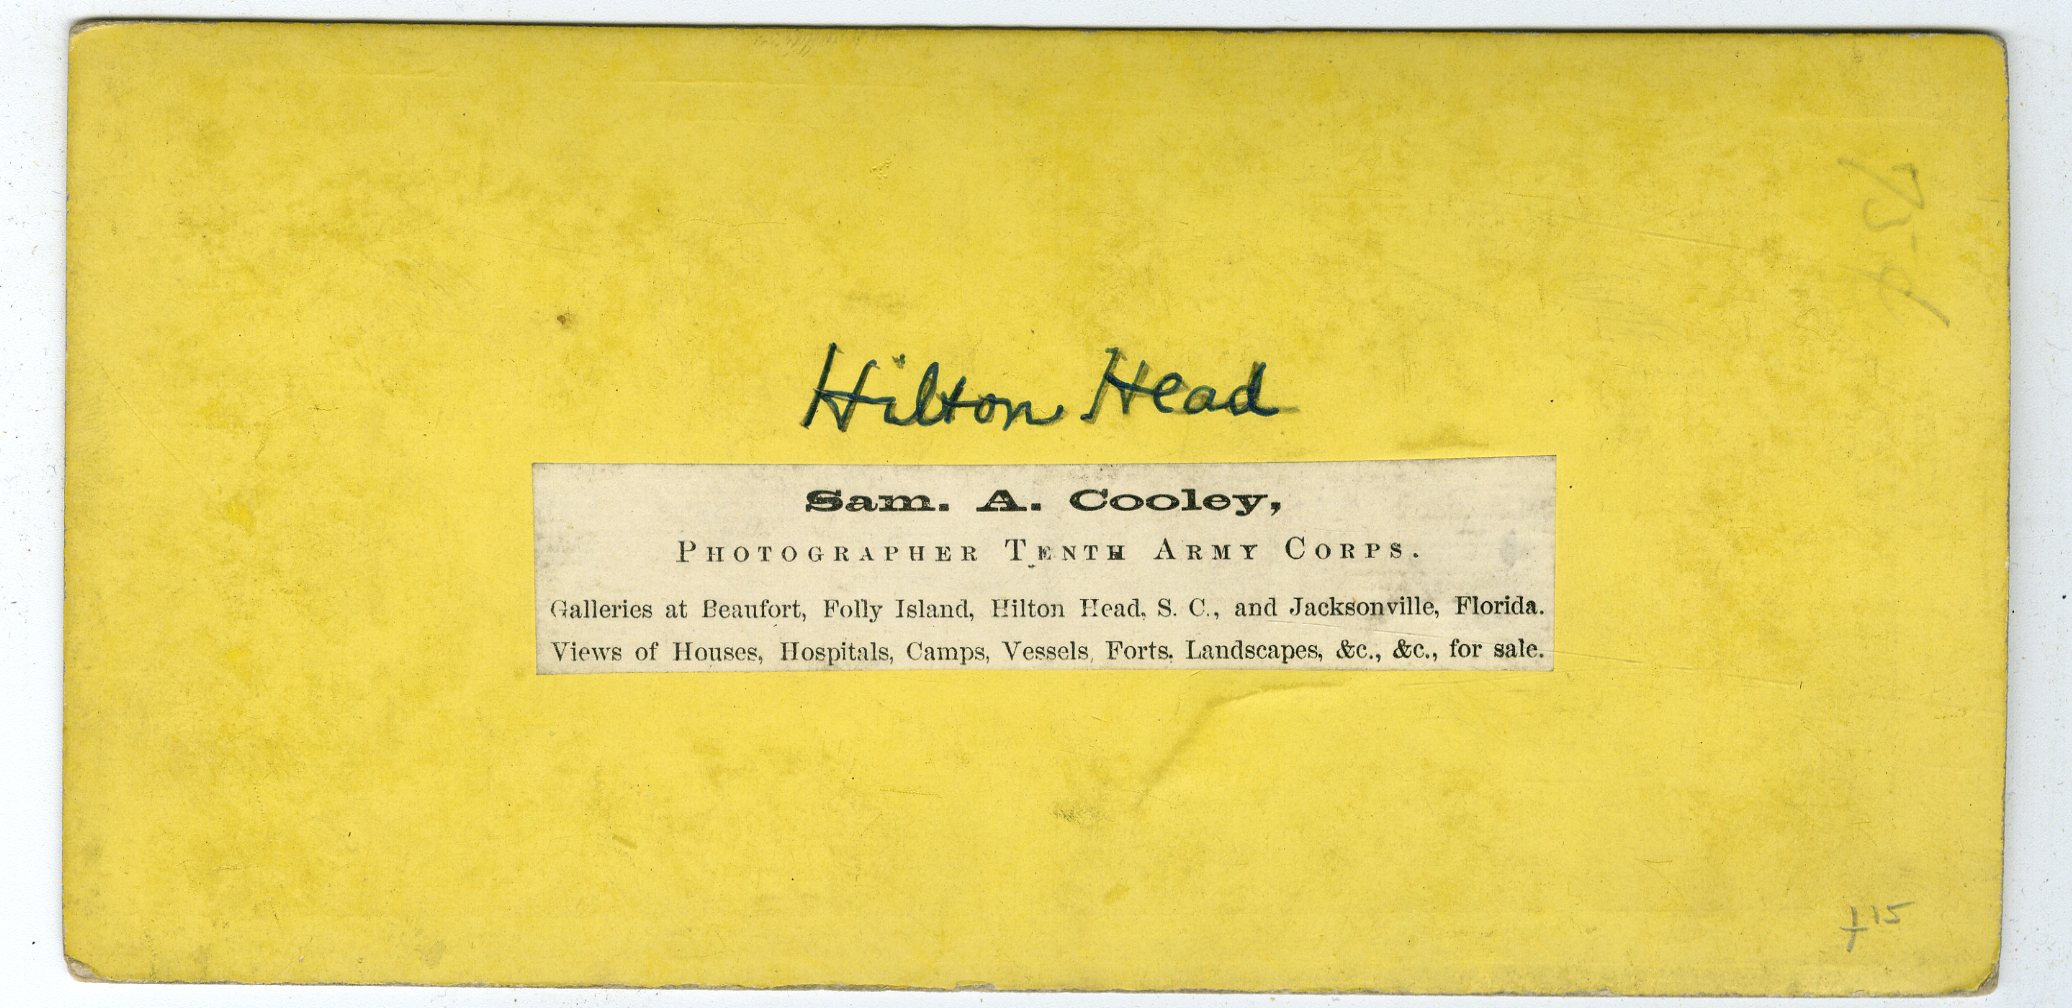 Hilton Head
Sam. A. Cooley,
PHOTOGRAPHER TENTH ARMY CORPS.
Galleries at Beaufort, Folly Island, Hilton Head, S. C., and Jacksonville, Florida.
Views of Houses, Hospitals, Camps, Vessels, Forts. Landscapes, &c., &c., for sale.
15